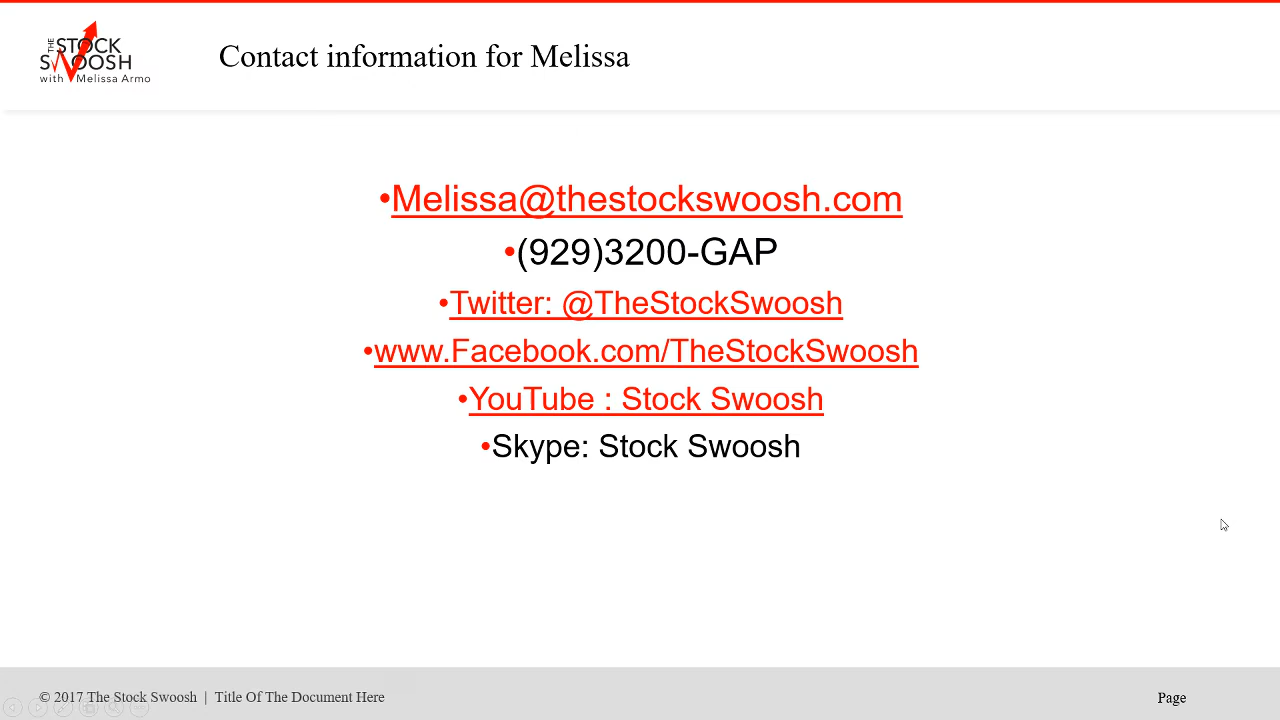 THE STOCK
SWOOSH
with Melissa Armo
Contact information for Melissa
•Melissa@thestockswoosh.com
•(929)3200-GAP
•Twitter: @TheStockSwoosh
•www.Facebook.com/TheStockSwoosh
•YouTube : Stock Swoosh
•Skype: Stock Swoosh
© 2017 The Stock Swoosh | Title Of The Document Here
Page